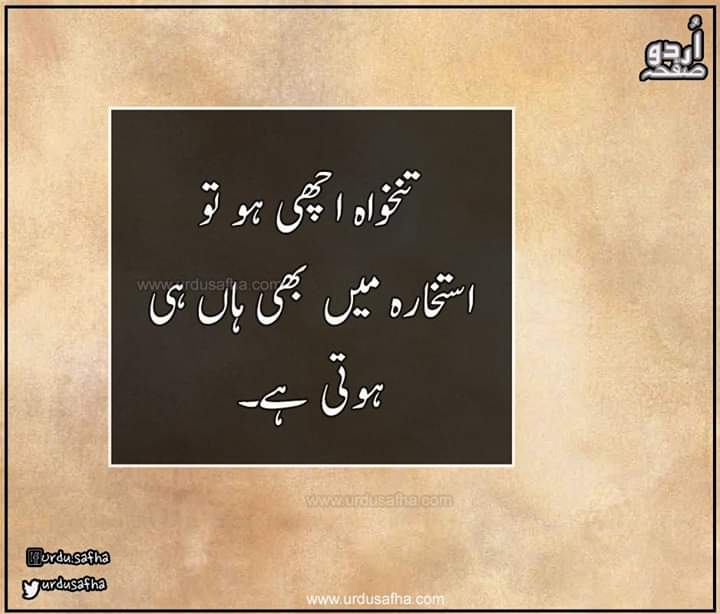 اُردو
صفحہ
تنخواہ اچھی ہو تو
www.urdusafha.com
استخارہ میں بھی ہاں ہی
ہوتی ہے۔
www.urdusafha.com
urdu.safha
urdusafha
www.urdusafha.com